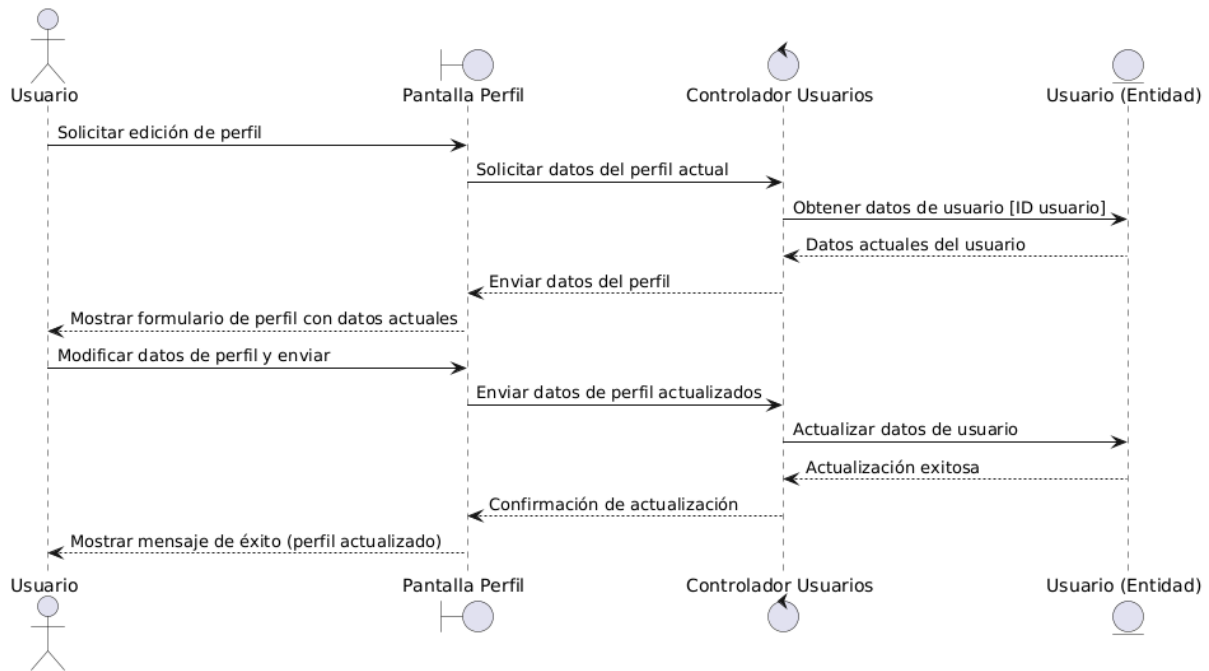 Usuario
Pantalla Perfil
Controlador Usuarios
Usuario (Entidad)
Solicitar edición de perfil
Solicitar datos del perfil actual
Obtener datos de usuario [ID usuario]
Datos actuales del usuario
Enviar datos del perfil
Mostrar formulario de perfil con datos actuales
Modificar datos de perfil y enviar
Enviar datos de perfil actualizados
Actualizar datos de usuario
Actualización exitosa
Confirmación de actualización
Mostrar mensaje de éxito (perfil actualizado)
Usuario
Pantalla Perfil
Controlador Usuarios
Usuario (Entidad)